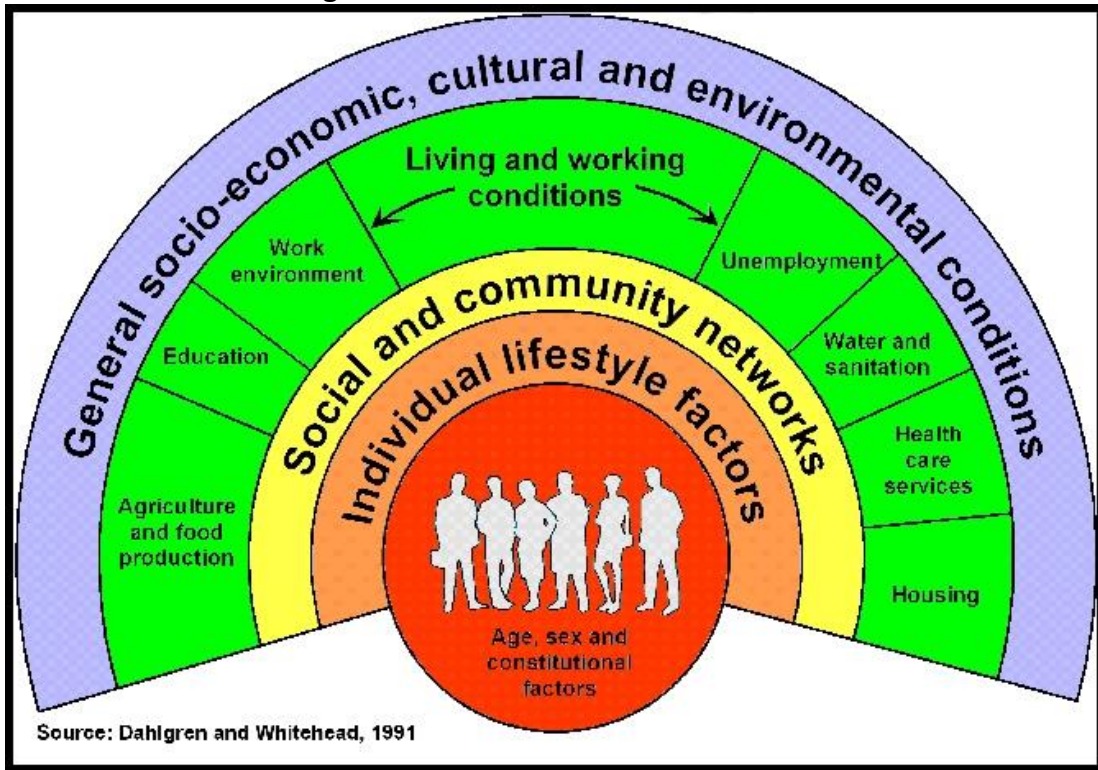 General socio-economic, cultural and environmental conditions
Living and working
conditions
Work
environment
Education
Agriculture
and food
production
Unemployment
Water and
sanitation
Health
care
services
Housing
Social and community networks
Individual lifestyle factors
Age, sex and
constitutional
factors
Source: Dahlgren and Whitehead, 1991